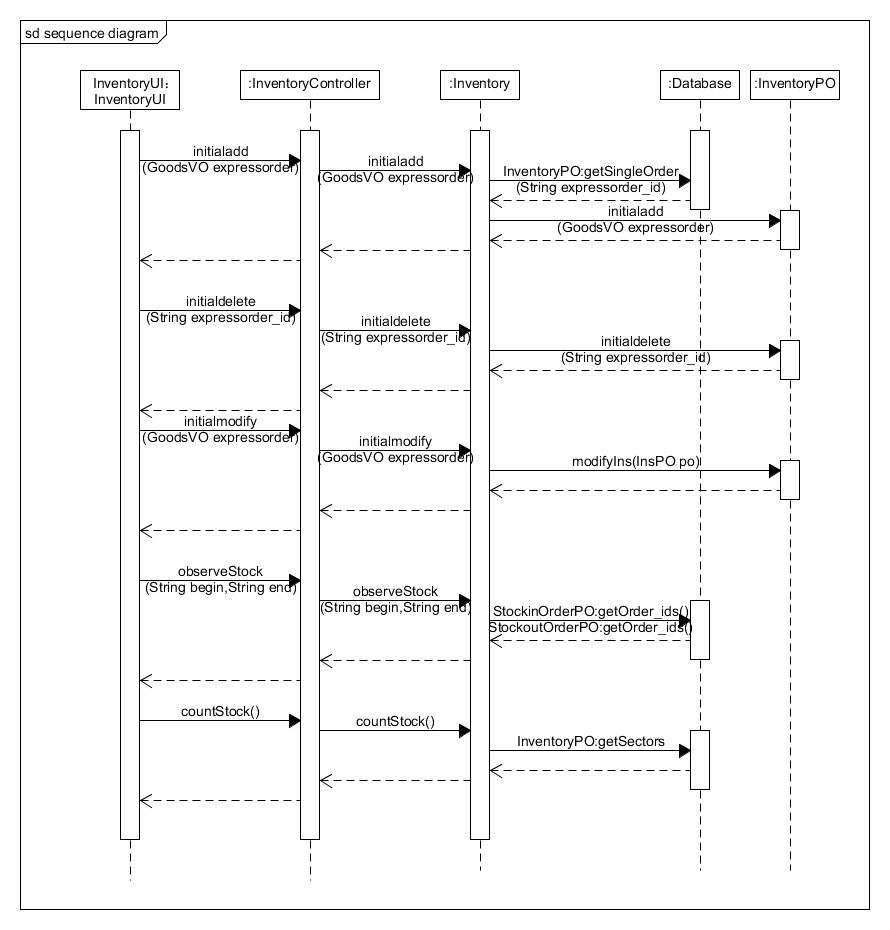 sd sequence diagram
InventoryUI：
InventoryUI
:InventoryController
:Inventory
:Database
:InventoryPO
initialadd
(GoodsVO expressorder)
initialadd
(GoodsVO expressorder)
InventoryPO:getSingleOrder
(String expressorder_id)
initialadd
(GoodsVO expressorder)
initialdelete
(String expressorder_id)
initialdelete
(String expressorder_id)
initialdelete
(String expressorder_id)
initialmodify
(GoodsVO expressorder)
initialmodify
(GoodsVO expressorder)
modifyIns(InsPO po)
observeStock
(String begin,String end)
observeStock
(String begin,String end)
StockinOrderPO:getOrder_ids()
StockoutOrderPO:getOrder_ids()
countStock()
countStock()
InventoryPO:getSectors